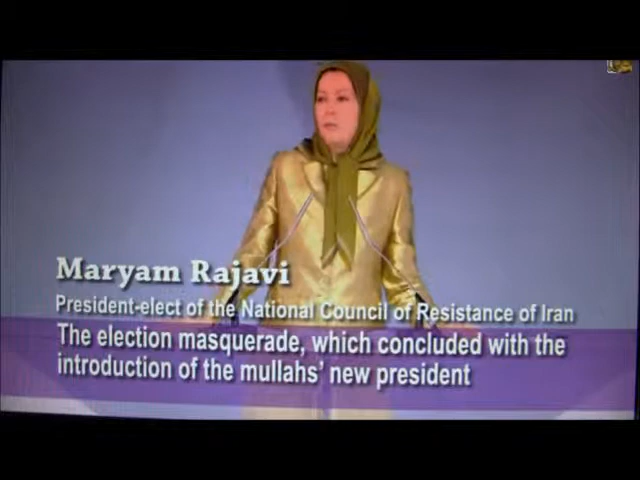 Maryam Rajavi
President-elect of the National Council of Resistance of Iran
The election masquerade, which concluded with the
introduction of the mullahs' new president